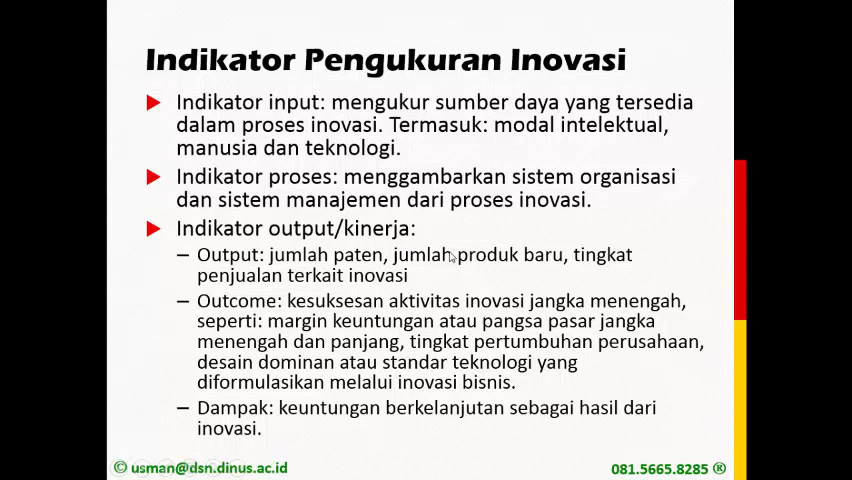 Indikator Pengukuran Inovasi
Indikator input: mengukur sumber daya yang tersedia
dalam proses inovasi. Termasuk: modal intelektual,
manusia dan teknologi.
Indikator proses: menggambarkan sistem organisasi
dan sistem manajemen dari proses inovasi.
Indikator output/kinerja:
– Output: jumlah paten, jumlah produk baru, tingkat
penjualan terkait inovasi
– Outcome: kesuksesan aktivitas inovasi jangka menengah,
seperti: margin keuntungan atau pangsa pasar jangka
menengah dan panjang, tingkat pertumbuhan perusahaan,
desain dominan atau standar teknologi yang
diformulasikan melalui inovasi bisnis.
– Dampak: keuntungan berkelanjutan sebagai hasil dari
inovasi.
© usman@dsn.dinus.ac.id
081.5665.8285 ®